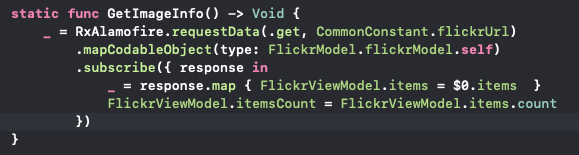 static func GetImageInfo() -> Void {
_ = RxAlamofire.requestData(.get, CommonConstant.flickrUrl)
.mapCodableObject(type: FlickrModel.flickrModel.self)
.subscribe({ response in
_ = response.map { FlickrViewModel.items = $0.items  }
FlickrViewModel.itemsCount = FlickrViewModel.items.count
})
}